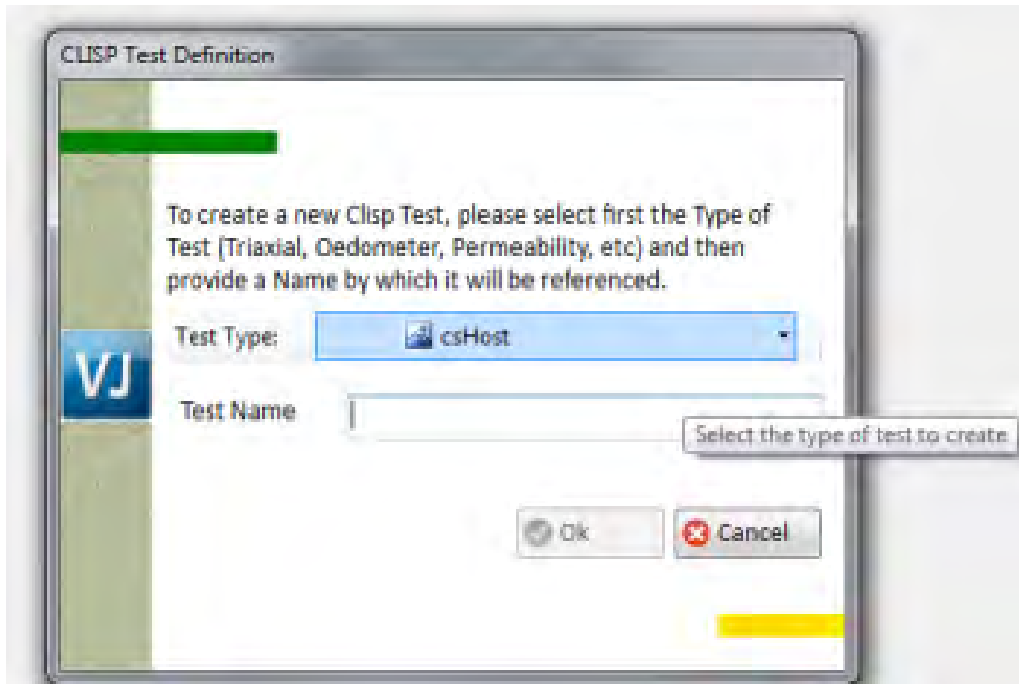 CLISP Test Definition
To create a new Clisp Test, please select first the Type of
Test (Triaxial, Oedometer, Permeability, etc) and then
provide a Name by which it will be referenced.
Test Type:
csHost
VJ
Test Name
Select the type of test to create
Ok
Cancel